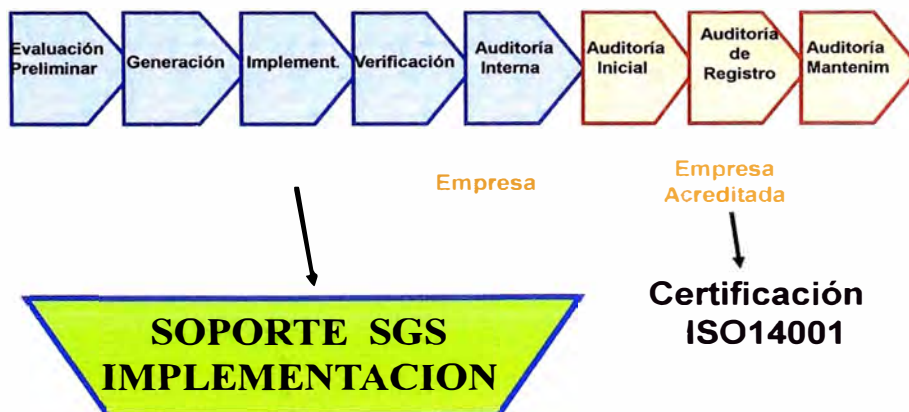 Evaluación
Preliminar
Generación
Implement.
Verificación
Auditoría
Interna
Auditoría
Inicial
Auditoría
de
Registro
Auditoría
Mantenim
Empresa
Empresa
Acreditada
SOPORTE SGS
IMPLEMENTACION
Certificación
ISO14001